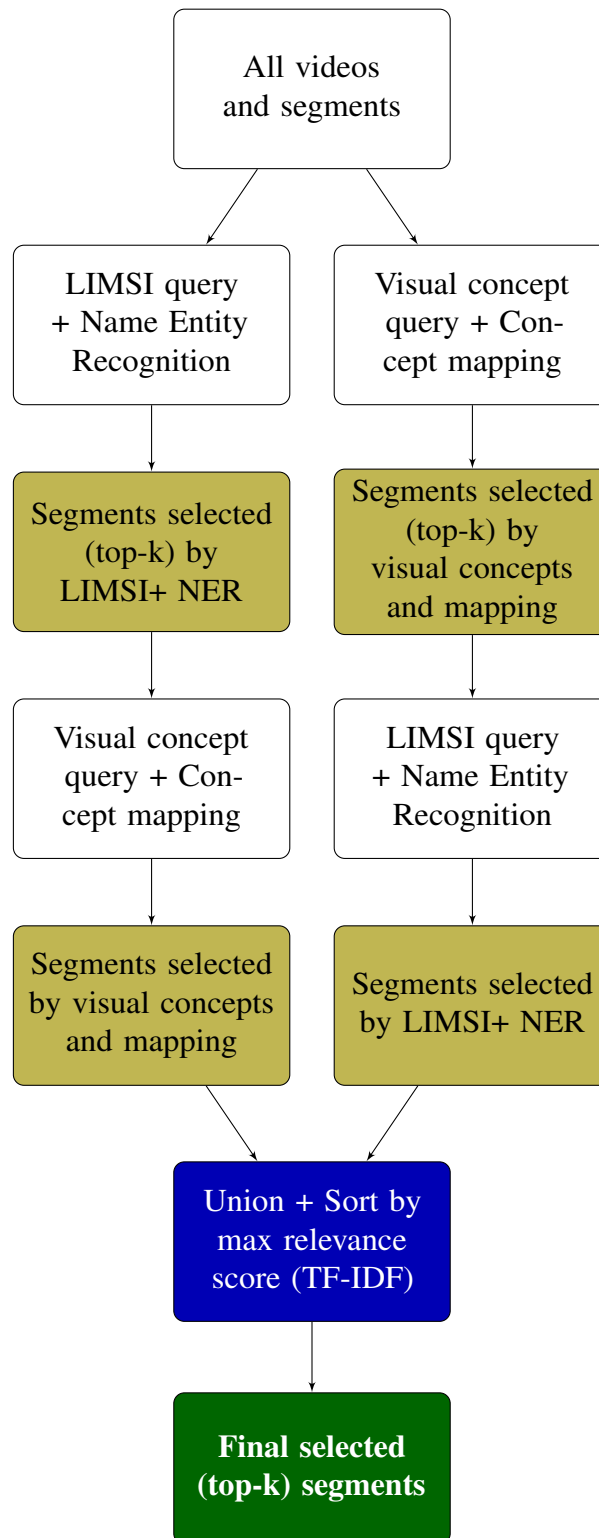 All videos
and segments
LIMSI query
+ Name Entity
Recognition
Visual concept
query + Con-
cept mapping
Segments selected
(top-k) by
LIMSI+ NER
Segments selected
(top-k) by
visual concepts
and mapping
Visual concept
query + Con-
cept mapping
LIMSI query
+ Name Entity
Recognition
Segments selected
by visual concepts
and mapping
Segments selected
by LIMSI+ NER
Union + Sort by
max relevance
score (TF-IDF)
Final selected
(top-k) segments